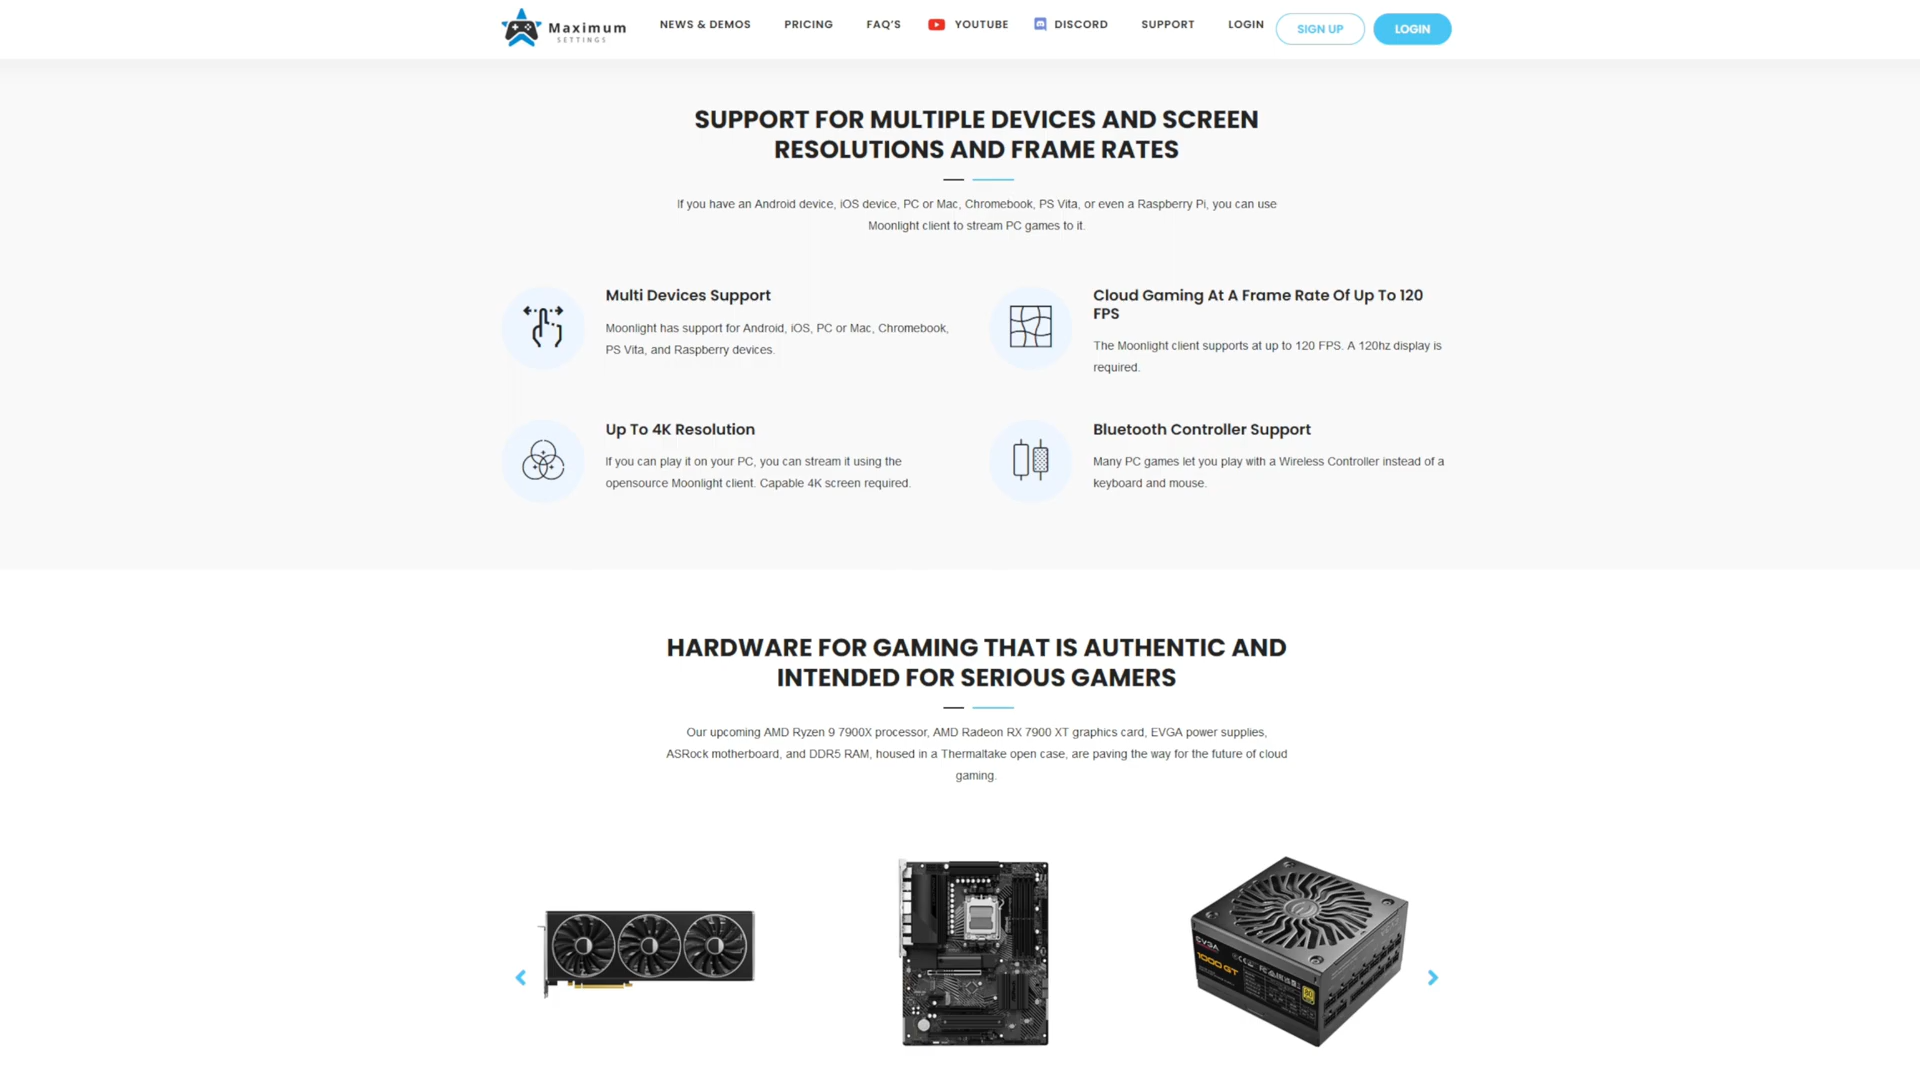 Maximum
SETTINGS
NEWS & DEMOS
PRICING
FAQ'S
YOUTUBE
DISCORD
SUPPORT
LOGIN
SIGN UP
LOGIN
SUPPORT FOR MULTIPLE DEVICES AND SCREEN
RESOLUTIONS AND FRAME RATES
If you have an Android device, iOS device, PC or Mac, Chromebook, PS Vita, or even a Raspberry Pi, you can use
Moonlight client to stream PC games to it.
Multi Devices Support
Moonlight has support for Android, iOS, PC or Mac, Chromebook,
PS Vita, and Raspberry devices.
Cloud Gaming At A Frame Rate Of Up To 120
FPS
The Moonlight client supports at up to 120 FPS. A 120hz display is
required.
Up To 4K Resolution
If you can play it on your PC, you can stream it using the
opensource Moonlight client. Capable 4K screen required.
Bluetooth Controller Support
Many PC games let you play with a Wireless Controller instead of a
keyboard and mouse.
HARDWARE FOR GAMING THAT IS AUTHENTIC AND
INTENDED FOR SERIOUS GAMERS
Our upcoming AMD Ryzen 9 7900X processor, AMD Radeon RX 7900 XT graphics card, EVGA power supplies,
ASRock motherboard, and DDR5 RAM, housed in a Thermaltake open case, are paving the way for the future of cloud
gaming.
EVGA
1000 GT